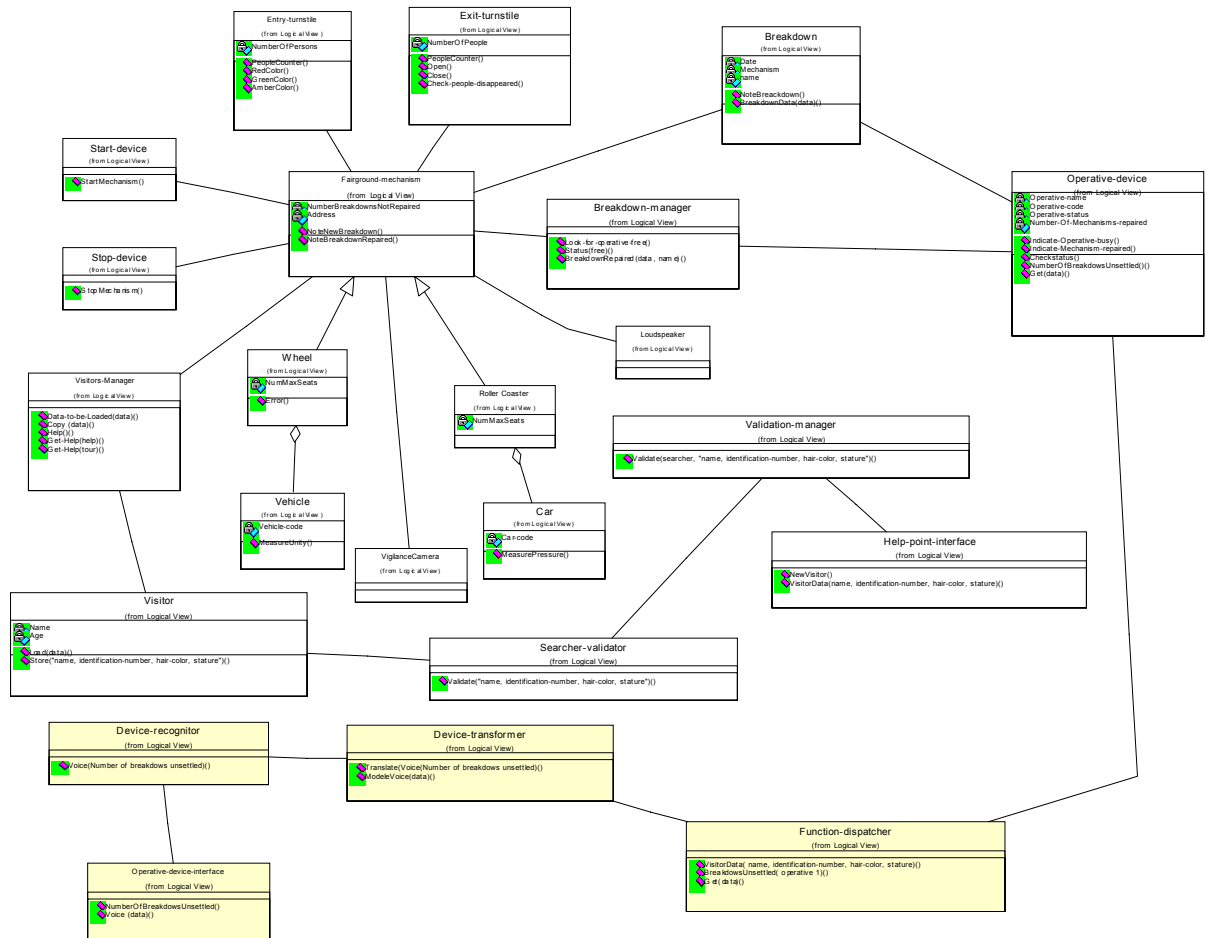 Entry-turnstile
(from Logical View)
NumberOfPersons
PeopleCounter()
RedColor()
GreenColor()
AmberColor()
Exit-turnstile
(from Logical View)
NumberOfPeople
PeopleCounter()
Open()
Close()
Check-people-disappeared()
Breakdown
(from Logical View)
Date
Mechanism
name
NoteBreackdown()
BreakdownData(data)()
Start-device
(from Logical View)
StartMechanism()
Fairground-mechanism
(from Logical View)
NumberBreakdownsNotRepaired
Address
NoteNewBreakdown()
NoteBreakdownRepaired()
Breakdown-manager
(from Logical View)
Look-for-operative-free()
Status(free)()
BreakdownRepaired(data, name)()
Operative-device
(from Logical View)
Operative-name
Operative-code
Operative-status
Number-Of-Mechanisms-repaired
Indicate-Operative-busy()
Indicate-Mechanism-repaired()
Checkstatus()
NumberOfBreakdownsUnsettled()()
Get(data)()
Stop-device
(from Logical View)
StopMechanism()
Loudspeaker
(from Logical View)
Wheel
(from Logical View)
NumMaxSeats
Error()
Visitors-Manager
(from Logical View)
Data-to-be-Loaded(data)()
Copy (data)()
Help()()
Get-Help(help)()
Get-Help(tour)()
Roller Coaster
(from Logical View)
NumMaxSeats
Validation-manager
(from Logical View)
Validate(searcher, "name, identification-number, hair-color, stature")()
Vehicle
(from Logical View)
Vehicle-code
MeasureUnity()
Car
(from Logical View)
Car-code
MeasurePressure()
VigilanceCamera
(from Logical View)
Help-point-interface
(from Logical View)
NewVisitor()
VisitorData(name, identification-number, hair-color, stature)()
Visitor
(from Logical View)
Name
Age
Load(data)()
Store("name, identification-number, hair-color, stature")()
Searcher-validator
(from Logical View)
Validate("name, identification-number, hair-color, stature")()
Device-recognitor
(from Logical View)
Voice(Number of breakdows unsettled)()
Device-transformer
(from Logical View)
Translate(Voice(Number of breakdows unsettled)()
ModeleVoice(data)()
Function-dispatcher
(from Logical View)
VisitorData( name, identification-number, hair-color, stature)()
BreakdownsUnsettled( operative 1)()
Get(data)()
Operative-device-interface
(from Logical View)
NumberOfBreakdownsUnsettled()
Voice (data)()